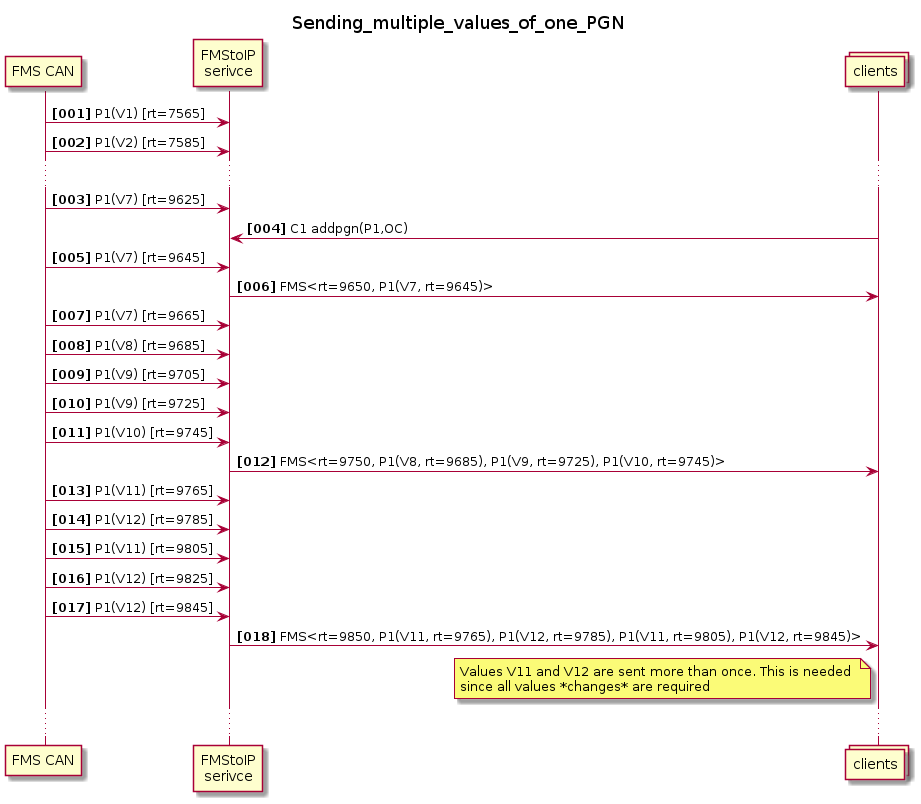 Sending_multiple_values_of_one_PGN
FMS CAN
FMStoIP
serivce
clients
[001] P1(V1) [rt=7565]
[002] P1(V2) [rt=7585]
[003] P1(V7) [rt=9625]
[004] C1 addpgn(P1,OC)
[005] P1(V7) [rt=9645]
[006] FMS<rt=9650, P1(V7, rt=9645)>
[007] P1(V7) [rt=9665]
[008] P1(V8) [rt=9685]
[009] P1(V9) [rt=9705]
[010] P1(V9) [rt=9725]
[011] P1(V10) [rt=9745]
[012] FMS<rt=9750, P1(V8, rt=9685), P1(V9, rt=9725), P1(V10, rt=9745)>
[013] P1(V11) [rt=9765]
[014] P1(V12) [rt=9785]
[015] P1(V11) [rt=9805]
[016] P1(V12) [rt=9825]
[017] P1(V12) [rt=9845]
[018] FMS<rt=9850, P1(V11, rt=9765), P1(V12, rt=9785), P1(V11, rt=9805), P1(V12, rt=9845)>
Values V11 and V12 are sent more than once. This is needed
since all values *changes* are required
FMS CAN
FMStoIP
serivce
clients